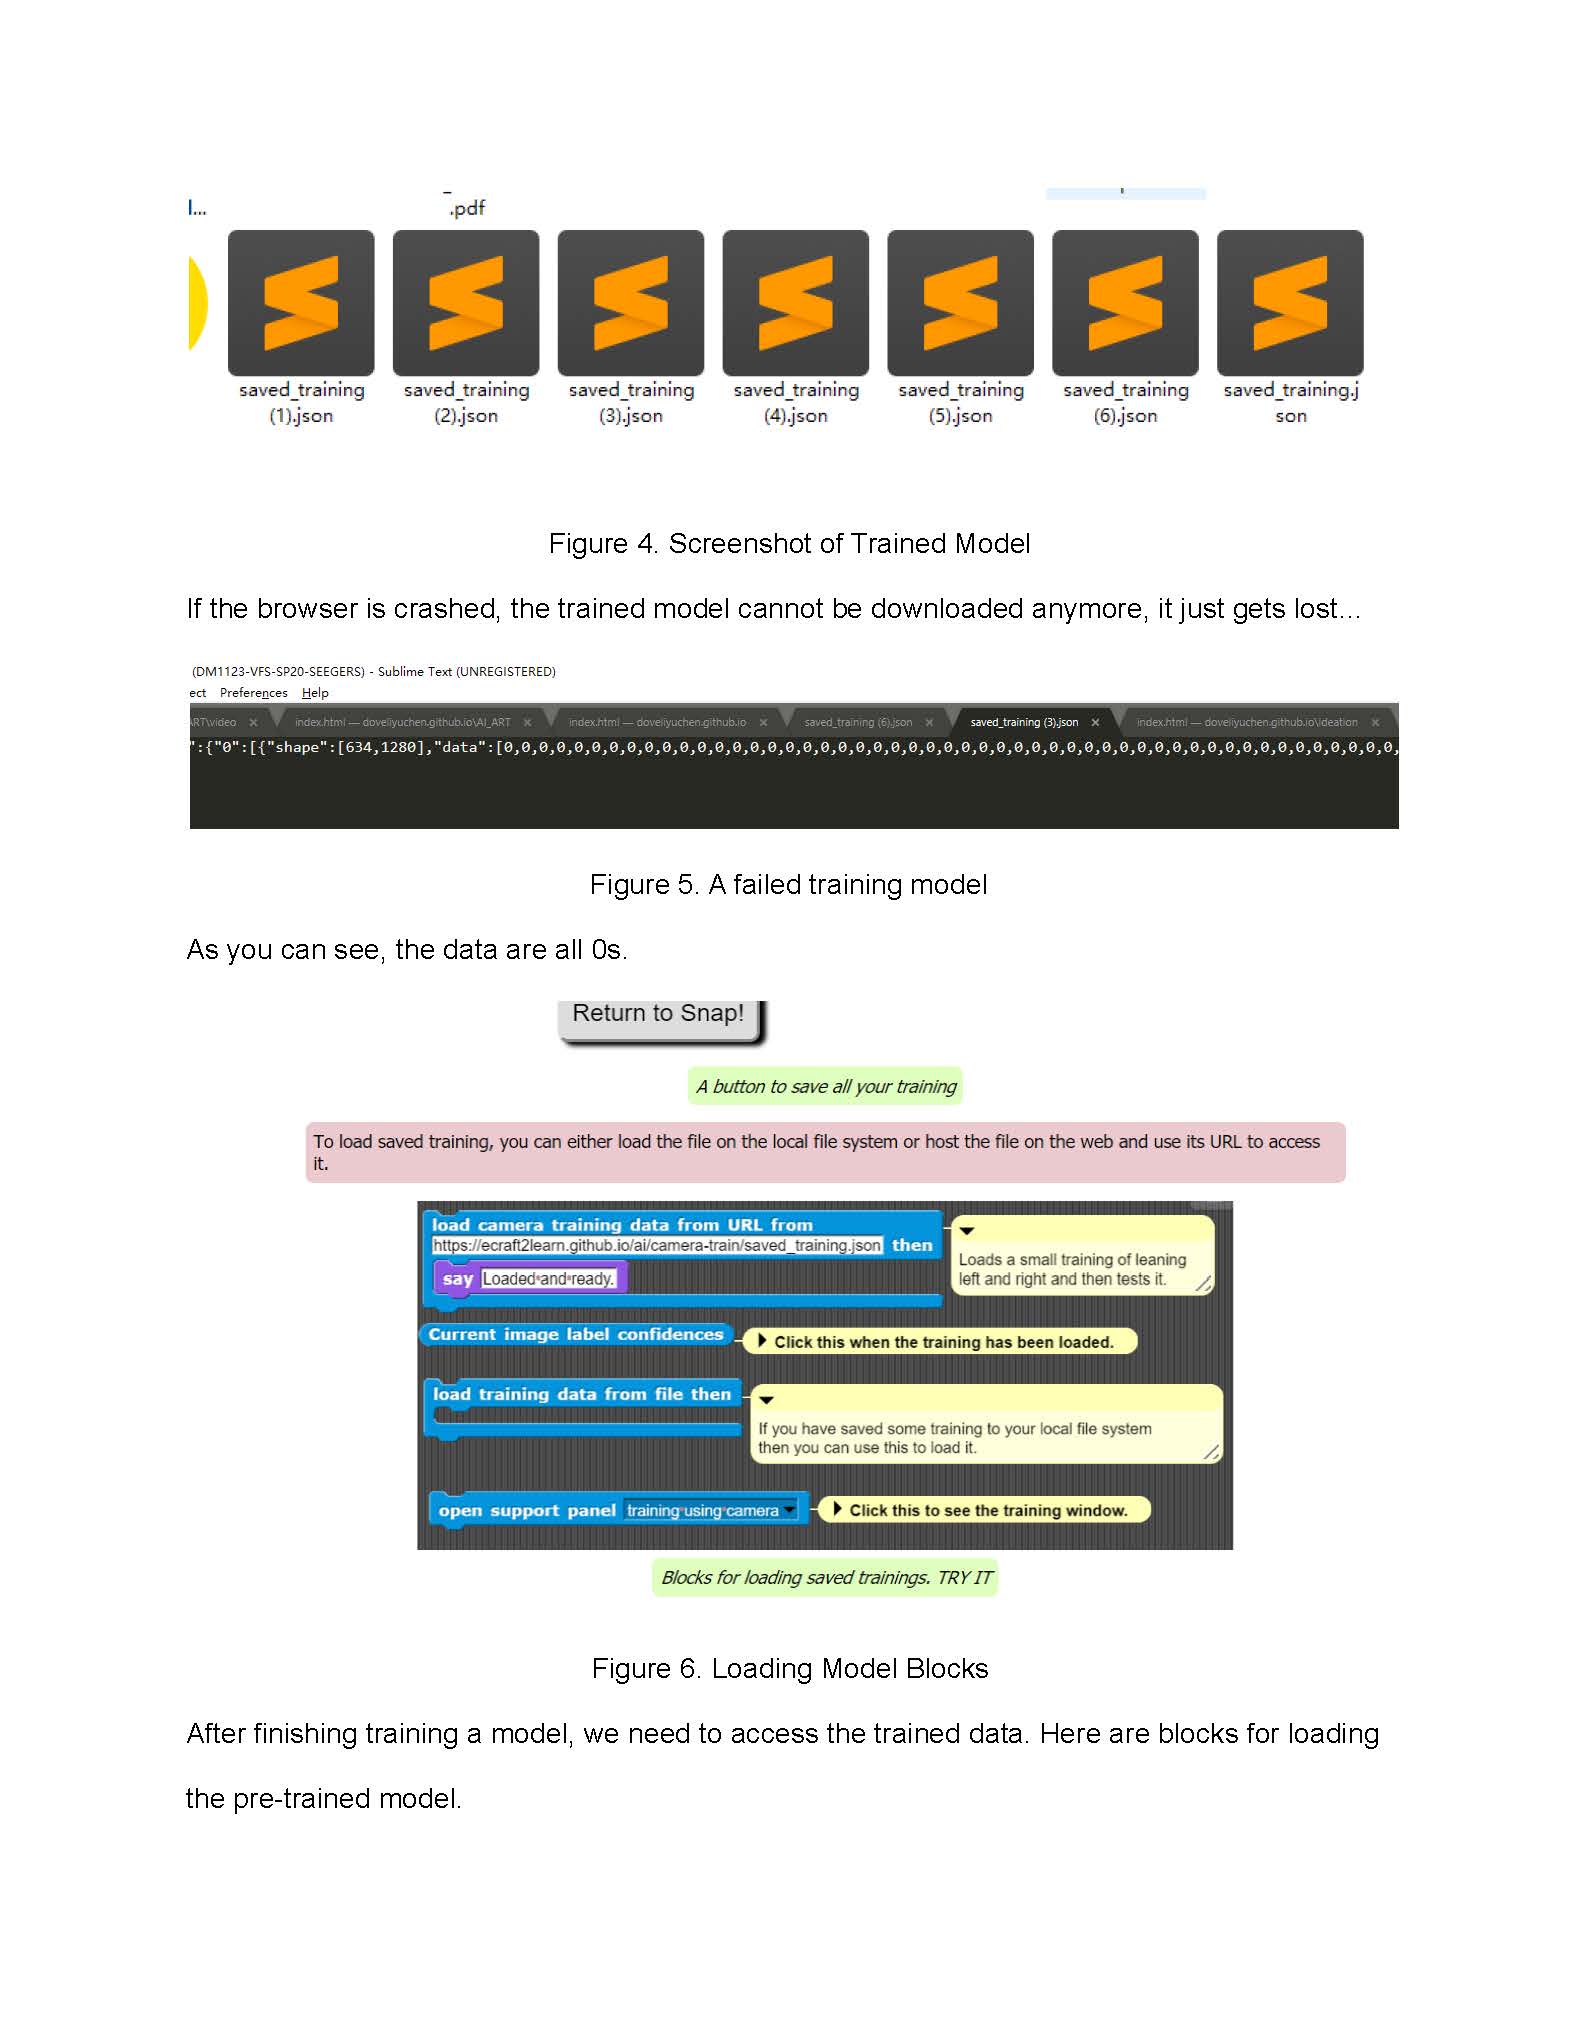 l...
_
.pdf
saved_training
(1).json
saved_training
(2).json
saved_training
(3).json
saved_training
(4).json
saved_training
(5).json
saved_training
(6).json
saved_training.j
son
Figure 4. Screenshot of Trained Model
If the browser is crashed, the trained model cannot be downloaded anymore, it just gets lost...
(DM1123-VFS-SP20-SEEGERS) - Sublime Text (UNREGISTERED)
ect Preferences Help
ART\video × index.html — doveliyuchen.github.io\AI_ART × index.html — doveliyuchen.github.io × saved_training (6).json × saved_training (3).json × index.html — doveliyuchen.github.io\ideation ×
":{"0":[{"shape":[634,1280],"data":[0,0,0,0,0,0,0,0,0,0,0,0,0,0,0,0,0,0,0,0,0,0,0,0,0,0,0,0,0,0,0,0,0,0,0,0,0,0,0,0,0,0,0,0,0,0,0,0,0,0,0,
Figure 5. A failed training model
As you can see, the data are all 0s.
Return to Snap!
A button to save all your training
To load saved training, you can either load the file on the local file system or host the file on the web and use its URL to access
it.
load camera training data from URL from
https://ecraft2learn.github.io/ai/camera-train/saved_training.json then
say Loaded and ready.
Loads a small training of leaning
left and right and then tests it.
Current image label confidences
Click this when the training has been loaded.
load training data from file then
If you have saved some training to your local file system
then you can use this to load it.
open support panel training using camera
Click this to see the training window.
Blocks for loading saved trainings. TRY IT
Figure 6. Loading Model Blocks
After finishing training a model, we need to access the trained data. Here are blocks for loading
the pre-trained model.